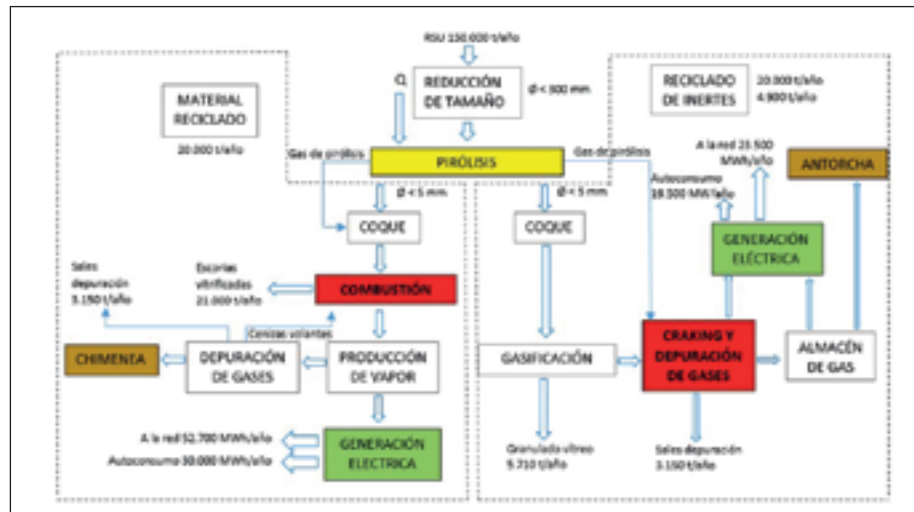 RSU 150.000 t/año
Q
REDUCCIÓN
DE TAMAÑO
Ø < 300 mm
MATERIAL
RECICLADO
20.000 t/año
RECICLADO
DE INERTES
20.000 t/año
4.900 t/año
Gas de pirólisis
PIRÓLISIS
Gas de pirólisis
A la red 23.500
MWh/año
ANTORCHA
Autoconsumo
19.500 MW/año
Ø < 5 mm
Ø < 5 mm
COQUE
COQUE
GENERACIÓN
ELÉCTRICA
Sales
depuración
3.150 t/año
Escorias
vitrificadas
21.000 t/año
COMBUSTIÓN
Cenizas volantes
CHIMENEA
DEPURACIÓN
DE GASES
PRODUCCIÓN
DE VAPOR
GASIFICACIÓN
CRAKING Y
DEPURACIÓN
DE GASES
ALMACÉN
DE GAS
A la red 52.700 MWh/año
Autoconsumo 30.000 MWh/año
GENERACIÓN
ELECTRICA
Granulado vítreo
9.710 t/año
Sales depuración
3.150 t/año